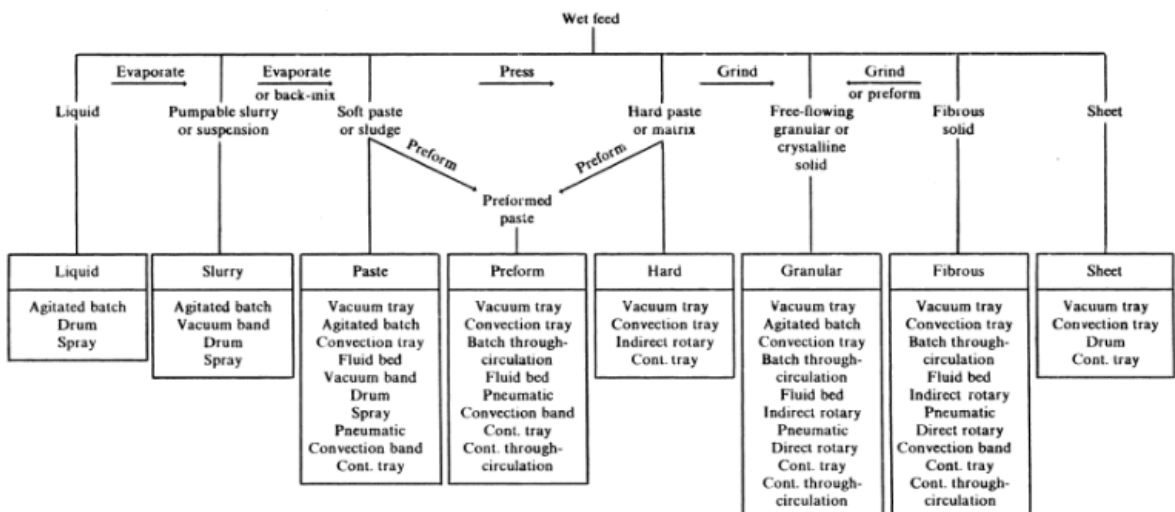 Wet feed
Evaporate
Evaporate
or back-mix
Press
Grind
Grind
or preform
Liquid
Pumpable slurry
or suspension
Soft paste
or sludge
Hard paste
or matrix
Free-flowing
granular or
crystalline
solid
Fibrous
solid
Sheet
Preform
Preform
Preformed
paste
Liquid
Agitated batch
Drum
Spray
Slurry
Agitated batch
Vacuum band
Drum
Spray
Paste
Vacuum tray
Agitated batch
Convection tray
Fluid bed
Vacuum band
Drum
Spray
Pneumatic
Convection band
Cont. tray
Preform
Vacuum tray
Convection tray
Batch through-
circulation
Fluid bed
Pneumatic
Convection band
Cont. tray
Cont. through-
circulation
Hard
Vacuum tray
Convection tray
Indirect rotary
Cont. tray
Granular
Vacuum tray
Agitated batch
Convection tray
Batch through-
circulation
Fluid bed
Indirect rotary
Pneumatic
Direct rotary
Cont. tray
Cont. through-
circulation
Fibrous
Vacuum tray
Convection tray
Batch through-
circulation
Fluid bed
Indirect rotary
Pneumatic
Direct rotary
Convection band
Cont. tray
Cont. through-
circulation
Sheet
Vacuum tray
Convection tray
Drum
Cont. tray